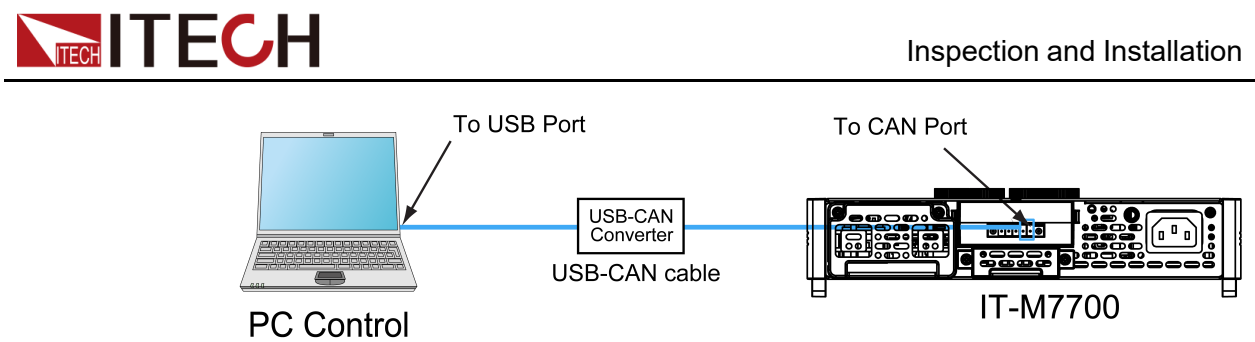 ITECH ITECH
Inspection and Installation
To USB Port
To CAN Port
USB-CAN
Converter
USB-CAN cable
IT-M7700
PC Control